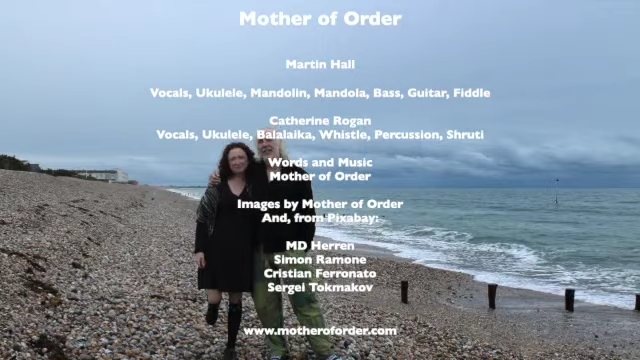 Mother of Order
Martin Hall
Vocals, Ukulele, Mandolin, Mandola, Bass, Guitar, Fiddle
Catherine Rogan
Vocals, Ukulele, Balalaika, Whistle, Percussion, Shruti
Words and Music
Mother of Order
Images by Mother of Order
And, from Pixabay:
MD Herren
Simon Ramone
Cristian Ferronato
Sergei Tokmakov
www.motheroforder.com